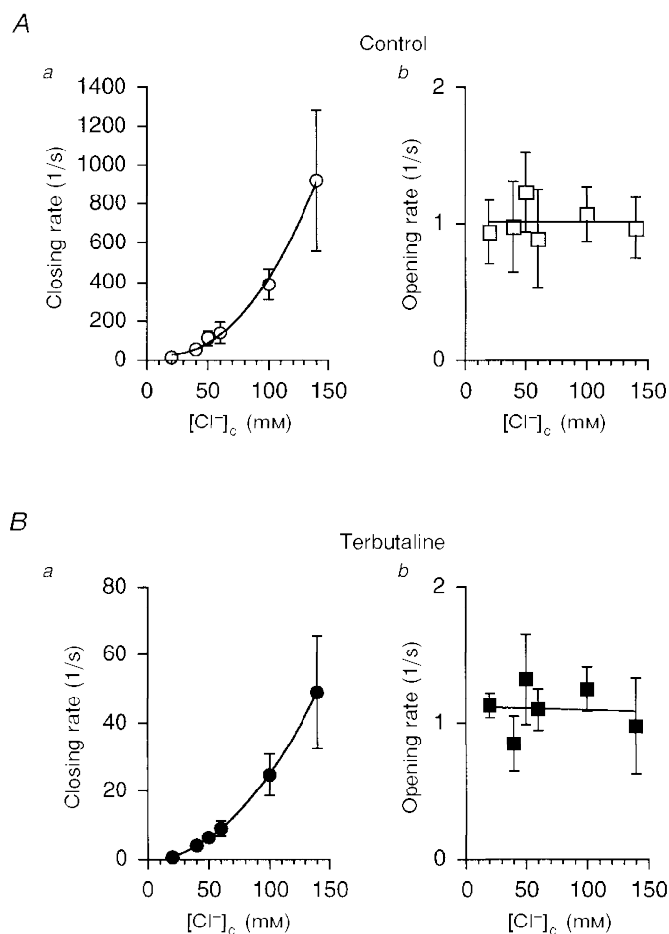 A
Control
a
b
1400
1200
1000
800
600
400
200
0
Closing rate (1/s)
0 50 100 150
[Cl⁻]c (mM)
2
1
0
Opening rate (1/s)
0 50 100 150
[Cl⁻]c (mM)
B
Terbutaline
a
b
80
60
40
20
0
Closing rate (1/s)
0 50 100 150
[Cl⁻]c (mM)
2
1
0
Opening rate (1/s)
0 50 100 150
[Cl⁻]c (mM)